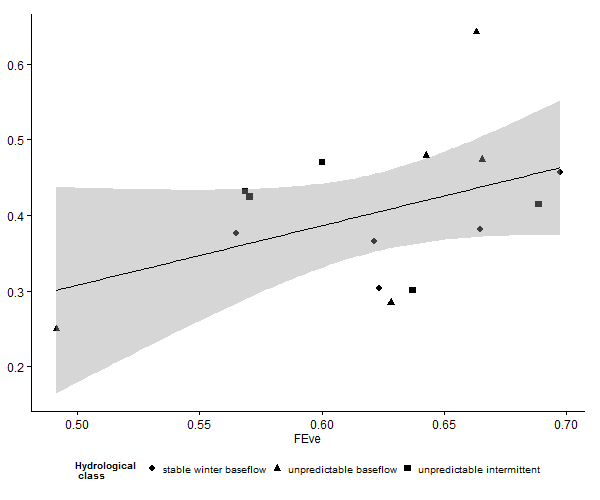 0.6
0.5
0.4
0.3
0.2
0.50 0.55 0.60 0.65 0.70
FEve
Hydrological
class
stable winter baseflow unpredictable baseflow unpredictable intermittent